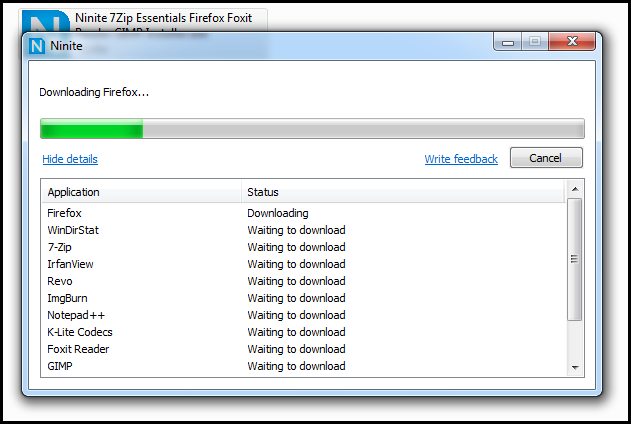 Ninite 7Zip Essentials Firefox Foxit
Reader GIMP Installer.exe
Ninite
Downloading Firefox...
Hide details
Write feedback
Cancel
Application Status
Firefox Downloading
WinDirStat Waiting to download
7-Zip Waiting to download
IrfanView Waiting to download
Revo Waiting to download
ImgBurn Waiting to download
Notepad++ Waiting to download
K-Lite Codecs Waiting to download
Foxit Reader Waiting to download
GIMP Waiting to download